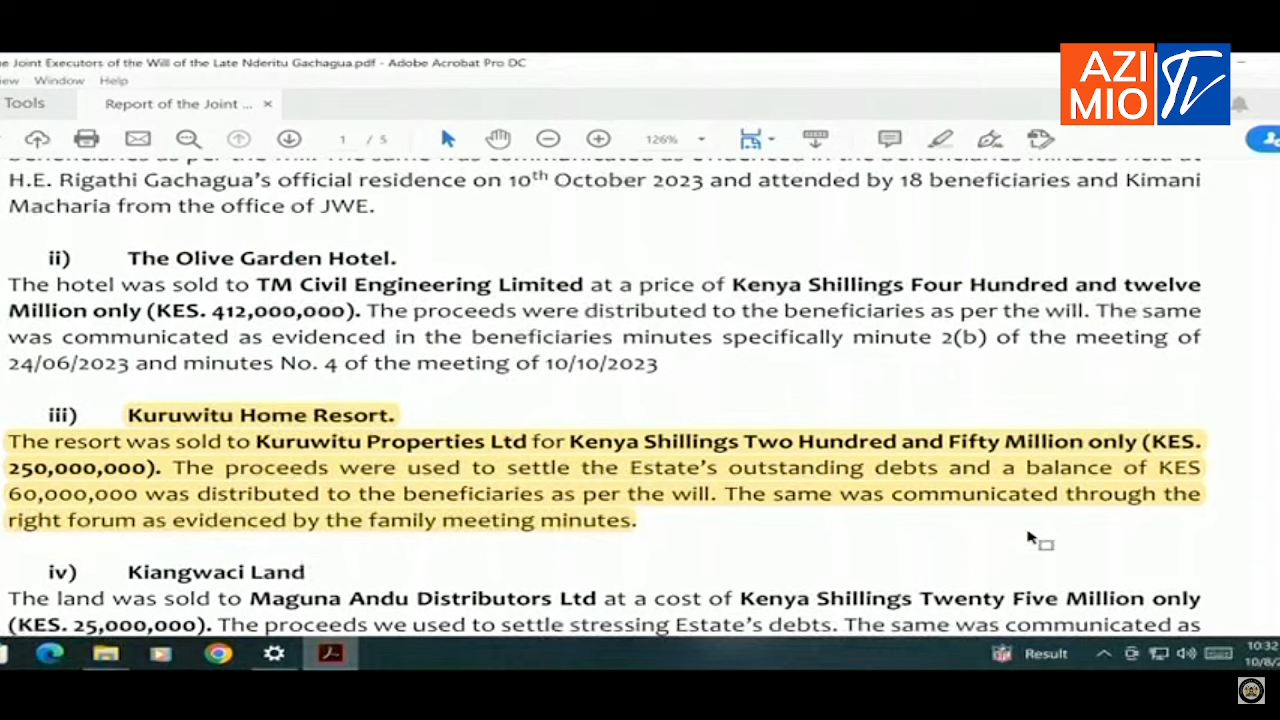 AZI
MIO TV
e Joint Executors of the Will of the Late Nderitu Gachagua.pdf - Adobe Acrobat Pro DC
iew Window Help
Tools Report of the Joint ... ×
1 / 5 126%
H.E. Rigathi Gachagua's official residence on 10th October 2023 and attended by 18 beneficiaries and Kimani
Macharia from the office of JWE.
ii) The Olive Garden Hotel.
The hotel was sold to TM Civil Engineering Limited at a price of Kenya Shillings Four Hundred and twelve
Million only (KES. 412,000,000). The proceeds were distributed to the beneficiaries as per the will. The same
was communicated as evidenced in the beneficiaries minutes specifically minute 2(b) of the meeting of
24/06/2023 and minutes No. 4 of the meeting of 10/10/2023
iii) Kuruwitu Home Resort.
The resort was sold to Kuruwitu Properties Ltd for Kenya Shillings Two Hundred and Fifty Million only (KES.
250,000,000). The proceeds were used to settle the Estate's outstanding debts and a balance of KES
60,000,000 was distributed to the beneficiaries as per the will. The same was communicated through the
right forum as evidenced by the family meeting minutes.
iv) Kiangwaci Land
The land was sold to Maguna Andu Distributors Ltd at a cost of Kenya Shillings Twenty Five Million only
(KES. 25,000,000). The proceeds we used to settle stressing Estate's debts. The same was communicated as
Result 10:32
10/8/2